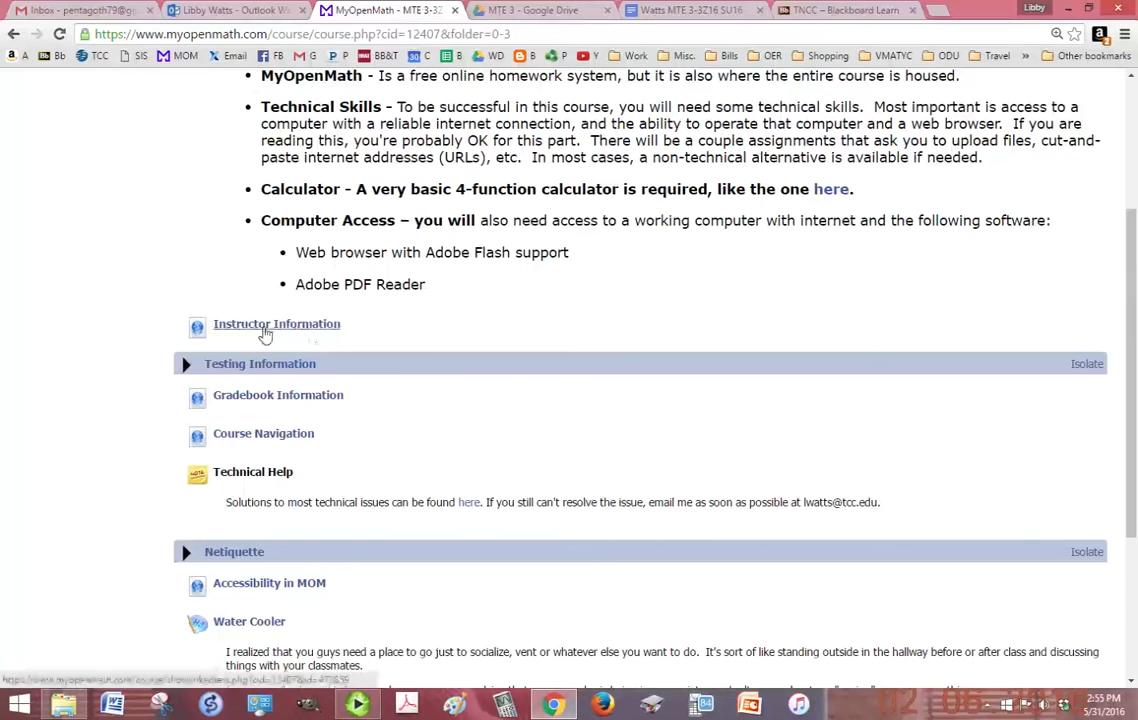 Inbox - pentagoth79@g
Libby Watts - Outlook W
MyOpenMath - MTE 3-3Z
MTE 3 - Google Drive
Watts MTE 3-3Z16 SU16
TNCC – Blackboard Learn
Libby
https://www.myopenmath.com/course/course.php?cid=12407&folder=0-3
A TCC SIS MOM Email FB G P BB&T C B WD B P Y Work Misc Bills OER Shopping VMATYC ODU Travel » Other bookmarks
• MyOpenMath - Is a free online homework system, but it is also where the entire course is housed.
• Technical Skills - To be successful in this course, you will need some technical skills. Most important is access to a
computer with a reliable internet connection, and the ability to operate that computer and a web browser. If you are
reading this, you're probably OK for this part. There will be a couple assignments that ask you to upload files, cut-and-
paste internet addresses (URLs), etc. In most cases, a non-technical alternative is available if needed.
• Calculator - A very basic 4-function calculator is required, like the one here.
• Computer Access – you will also need access to a working computer with internet and the following software:
• Web browser with Adobe Flash support
• Adobe PDF Reader
Instructor Information
Testing Information Isolate
Gradebook Information
Course Navigation
NOTE Technical Help
Solutions to most technical issues can be found here. If you still can't resolve the issue, email me as soon as possible at lwatts@tcc.edu.
Netiquette Isolate
Accessibility in MOM
Water Cooler
I realized that you guys need a place to go just to socialize, vent or whatever else you want to do. It's sort of like standing outside in the hallway before or after class and discussing
things with your classmates.
2:55 PM
5/31/2016